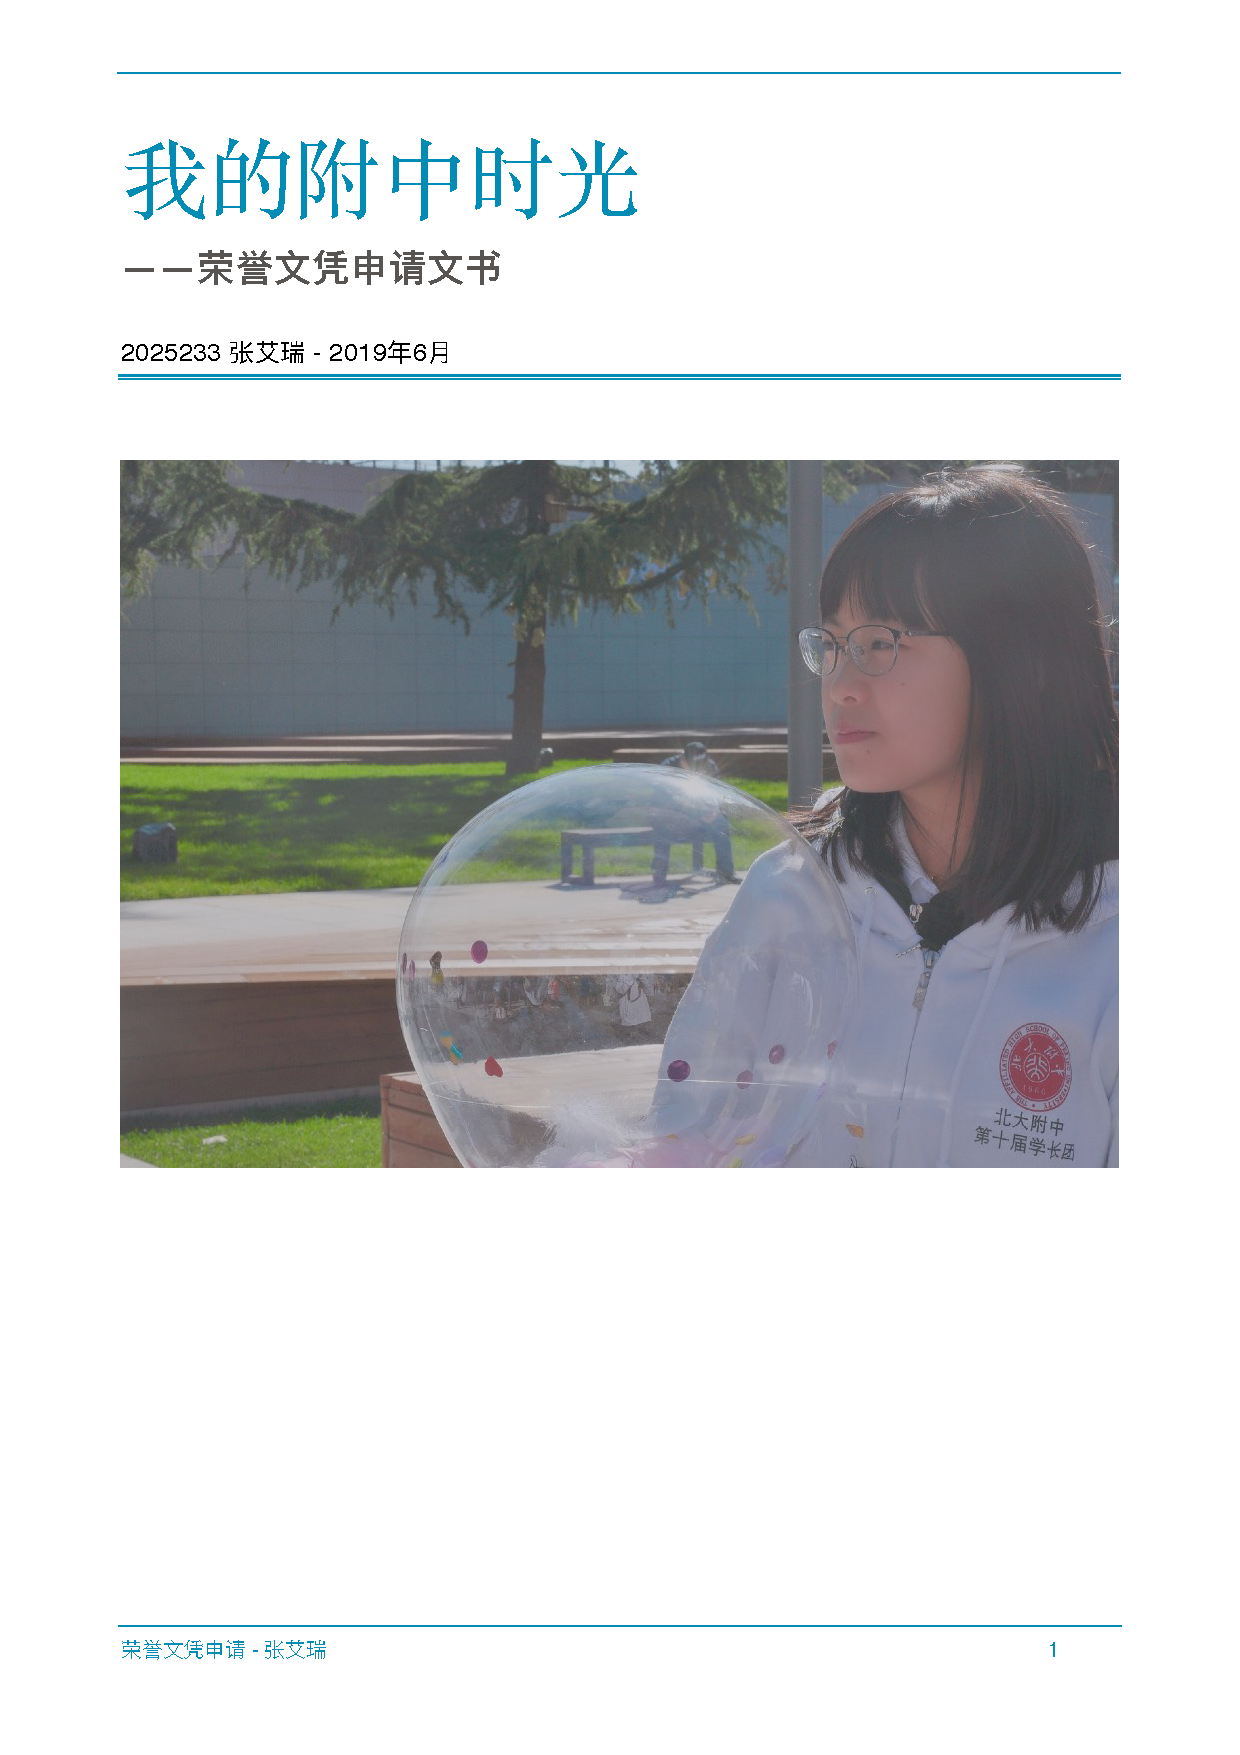 我的附中时光
——荣誉文凭申请文书
2025233 张艾瑞 - 2019年6月
1960
北大附中
第十届学长团
荣誉文凭申请 - 张艾瑞
1